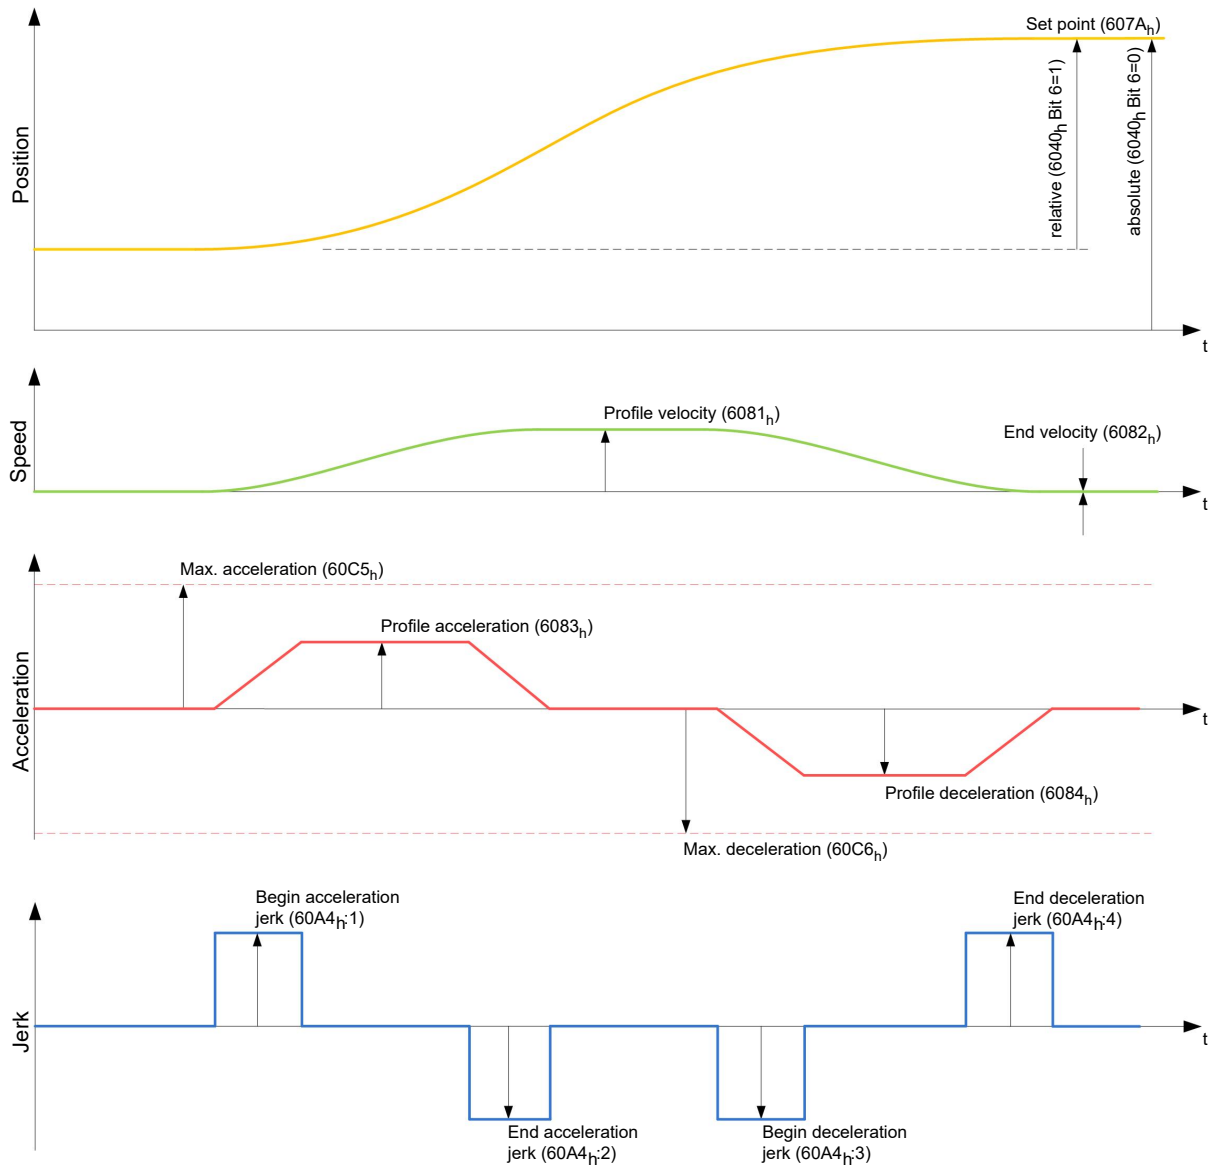 Set point (607Ah)
Position
relative (6040h Bit 6=1)
absolute (6040h Bit 6=0)
t
Speed
Profile velocity (6081h)
End velocity (6082h)
t
Acceleration
Max. acceleration (60C5h)
Profile acceleration (6083h)
t
Profile deceleration (6084h)
Max. deceleration (60C6h)
Jerk
Begin acceleration
jerk (60A4h:1)
End deceleration
jerk (60A4h:4)
t
End acceleration
jerk (60A4h:2)
Begin deceleration
jerk (60A4h:3)